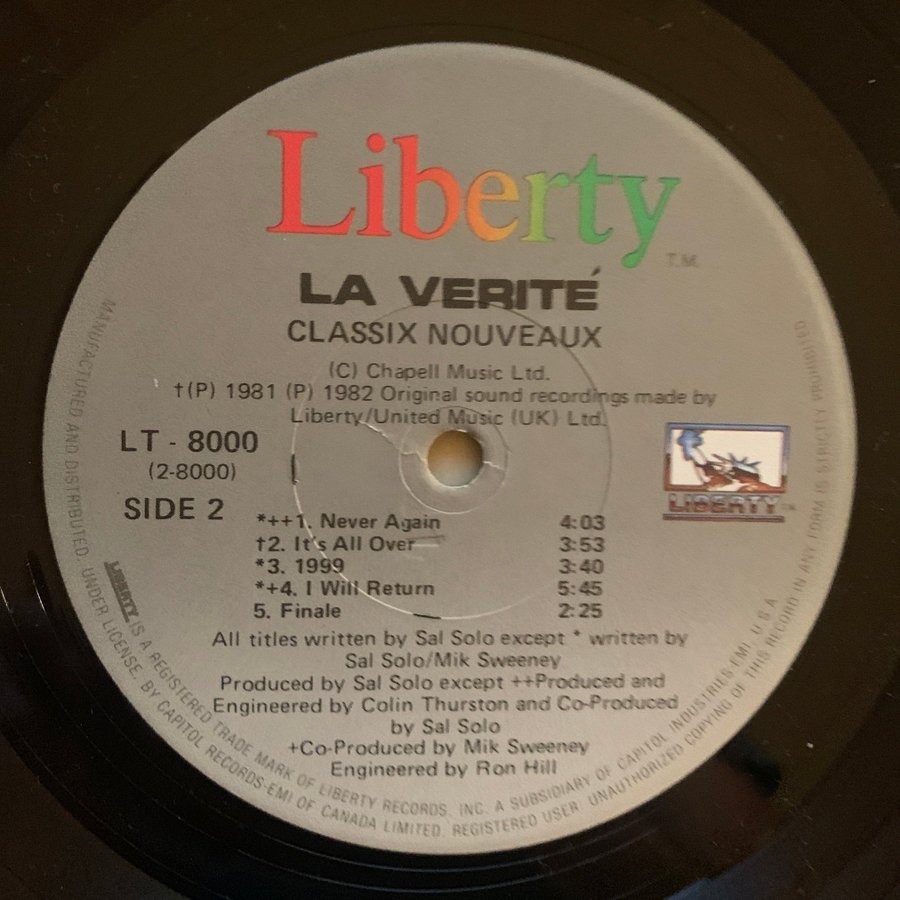 Liberty
T.M.
LA VERITÉ
CLASSIX NOUVEAUX
(C) Chapell Music Ltd.
†(P) 1981 (P) 1982 Original sound recordings made by
Liberty/United Music (UK) Ltd.
LT - 8000
(2-8000)
SIDE 2
LIBERTY
*++1. Never Again 4:03
†2. It's All Over 3:53
*3. 1999 3:40
*+4. I Will Return 5:45
5. Finale 2:25
All titles written by Sal Solo except * written by
Sal Solo/Mik Sweeney
Produced by Sal Solo except ++Produced and
Engineered by Colin Thurston and Co-Produced
by Sal Solo
+Co-Produced by Mik Sweeney
Engineered by Ron Hill
LIBERTY IS A REGISTERED TRADE MARK OF LIBERTY RECORDS, INC. A SUBSIDIARY OF CAPITOL INDUSTRIES-EMI, U.S.A
MANUFACTURED AND DISTRIBUTED, UNDER LICENSE, BY CAPITOL RECORDS-EMI OF CANADA LIMITED. REGISTERED USER. UNAUTHORIZED COPYING OF THIS RECORD IN ANY FORM IS STRICTLY PROHIBITED